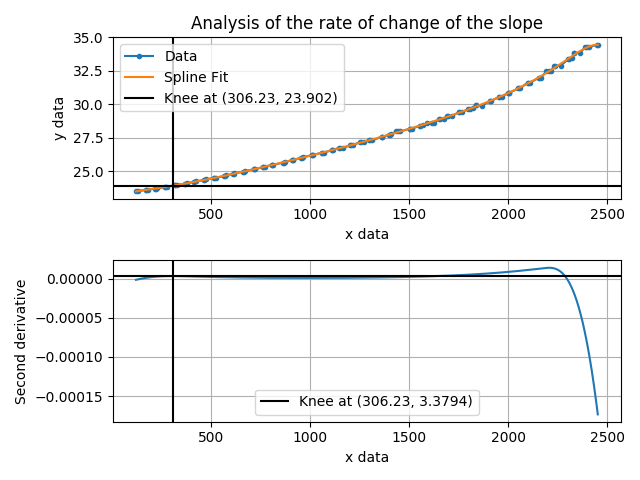 Analysis of the rate of change of the slope
35.0
32.5
30.0
27.5
25.0
y data
Data
Spline Fit
Knee at (306.23, 23.902)
500
1000
1500
2000
2500
x data
0.00000
−0.00005
−0.00010
−0.00015
Second derivative
Knee at (306.23, 3.3794)
500
1000
1500
2000
2500
x data